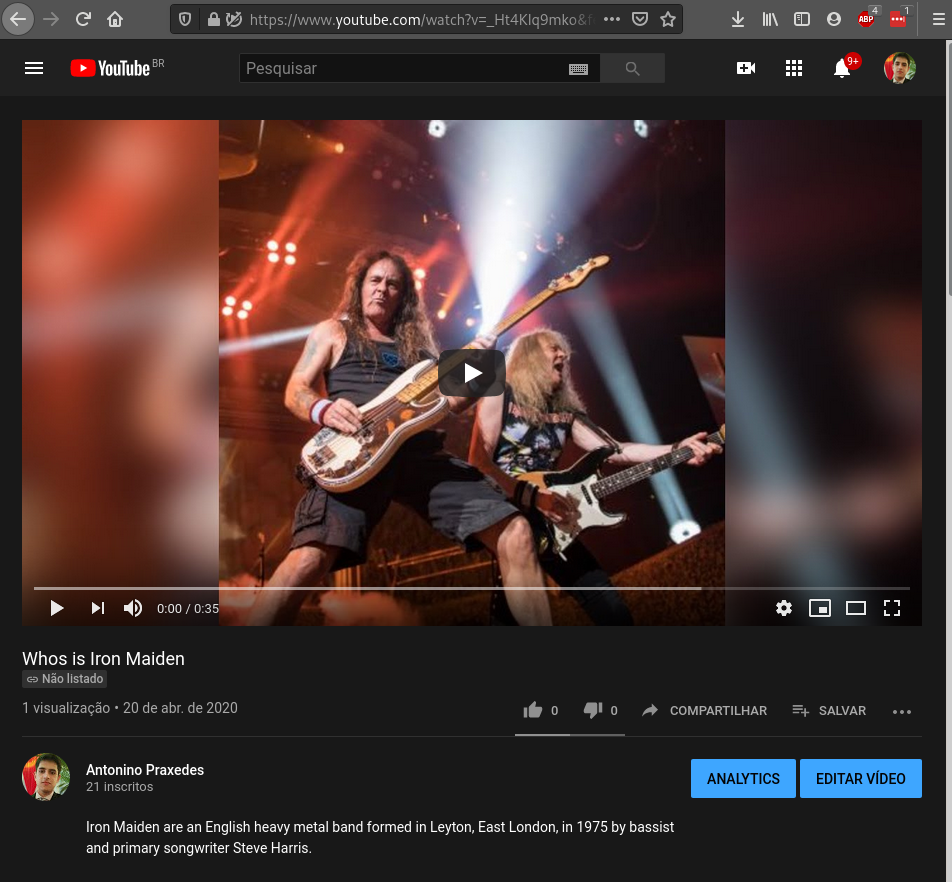 https://www.youtube.com/watch?v=_Ht4KIq9mko&f
ABP
4
1
YouTube BR
Pesquisar
9+
0:00 / 0:35
Whos is Iron Maiden
Não listado
1 visualização • 20 de abr. de 2020
0
0
COMPARTILHAR
SALVAR
Antonino Praxedes
21 inscritos
ANALYTICS
EDITAR VÍDEO
Iron Maiden are an English heavy metal band formed in Leyton, East London, in 1975 by bassist
and primary songwriter Steve Harris.